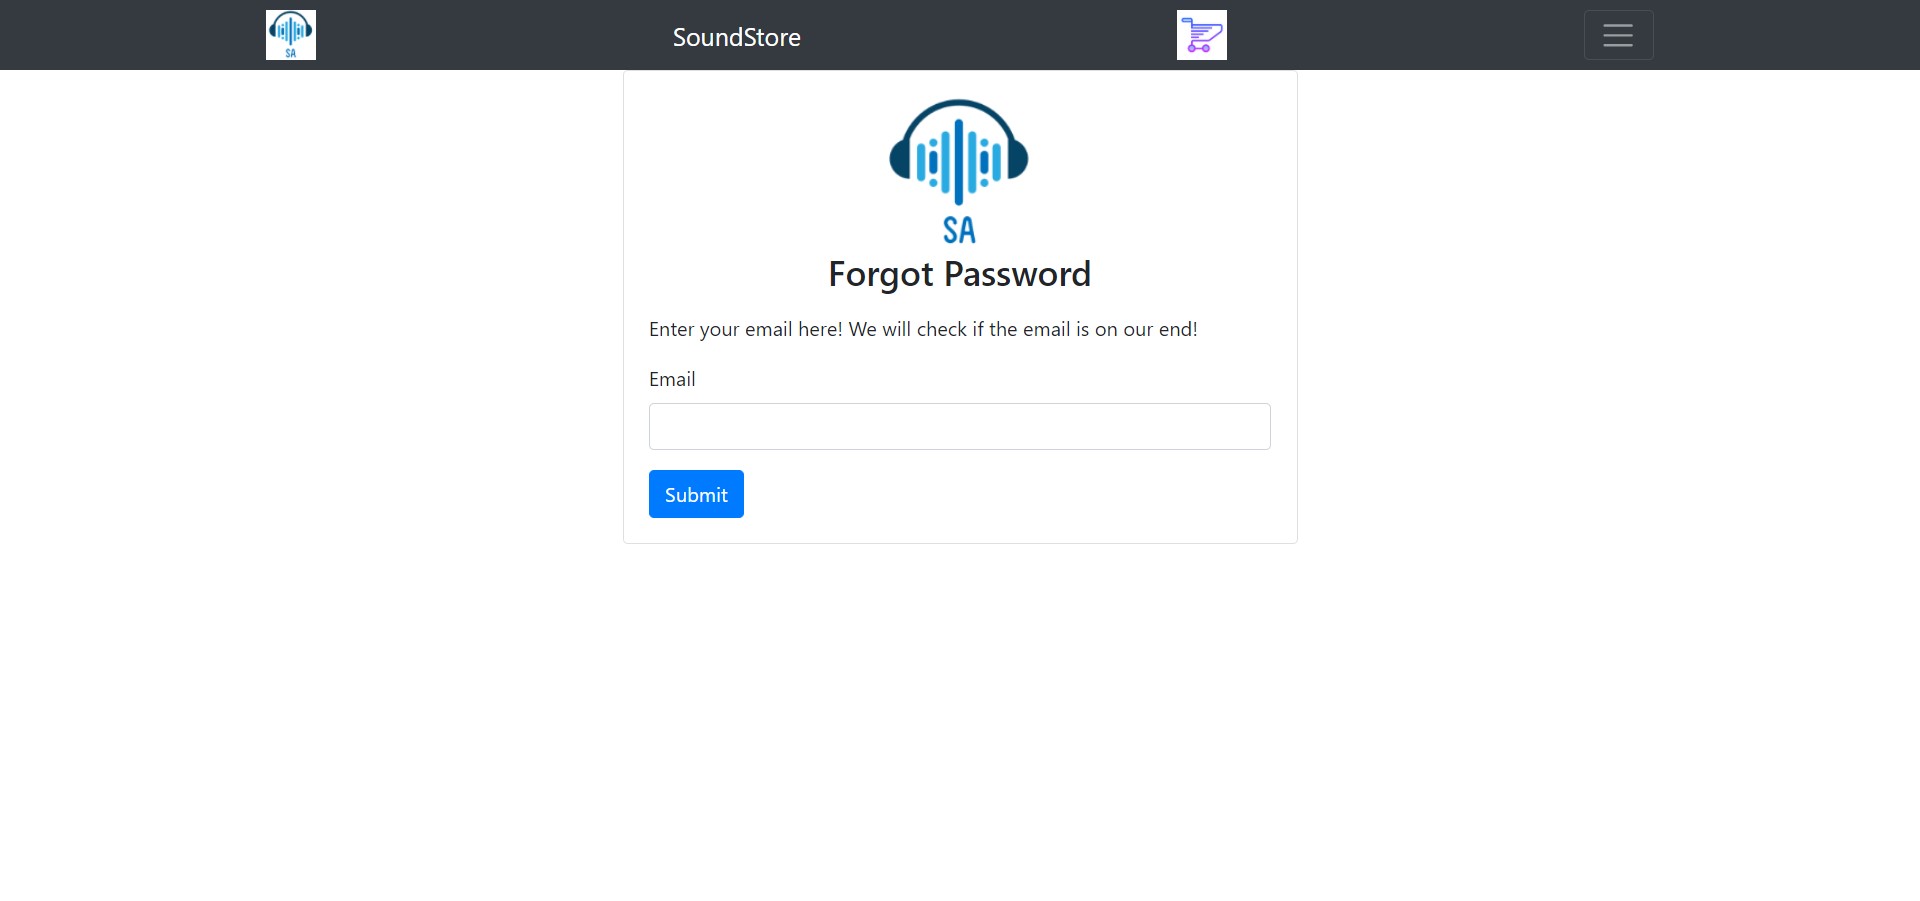 SA
SoundStore
SA
Forgot Password
Enter your email here! We will check if the email is on our end!
Email
Submit